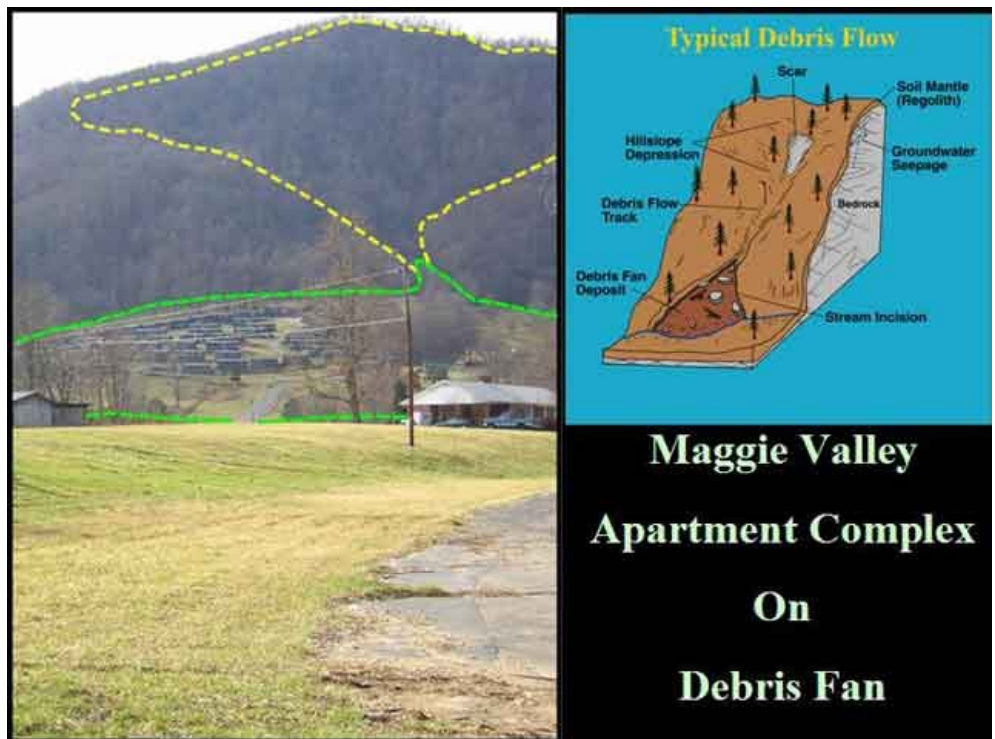 Typical Debris Flow
Scar
Soil Mantle
(Regolith)
Hillslope
Depression
Groundwater
Seepage
Debris Flow
Track
Bedrock
Debris Fan
Deposit
Stream Incision
Maggie Valley
Apartment Complex
On
Debris Fan